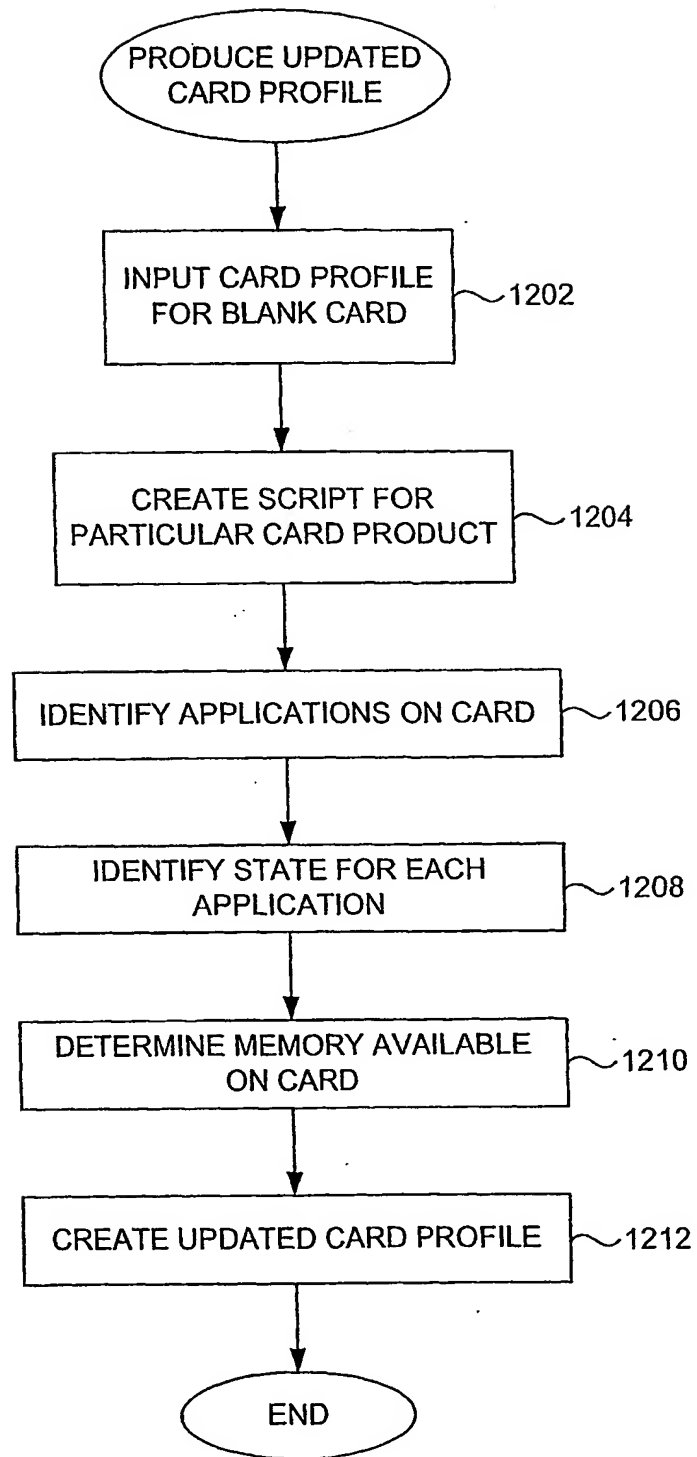 PRODUCE UPDATED
CARD PROFILE
INPUT CARD PROFILE
FOR BLANK CARD
1202
CREATE SCRIPT FOR
PARTICULAR CARD PRODUCT
1204
IDENTIFY APPLICATIONS ON CARD
1206
IDENTIFY STATE FOR EACH
APPLICATION
1208
DETERMINE MEMORY AVAILABLE
ON CARD
1210
CREATE UPDATED CARD PROFILE
1212
END